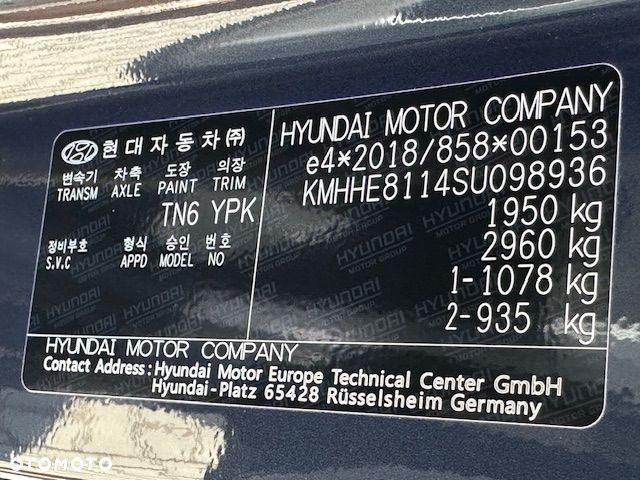 현대자동차㈜
변속기 차축 도장 의장
TRANSM AXLE PAINT TRIM
TN6 YPK
정비부호 형식 승인 번호
S.V.C APPD MODEL NO
HYUNDAI MOTOR COMPANY
e4*2018/858*00153
KMHHE8114SU098936
1950 kg
2960 kg
1-1078 kg
2-935 kg
HYUNDAI MOTOR COMPANY
Contact Address : Hyundai Motor Europe Technical Center GmbH
Hyundai-Platz 65428 Rüsselsheim Germany
OTOMOTO